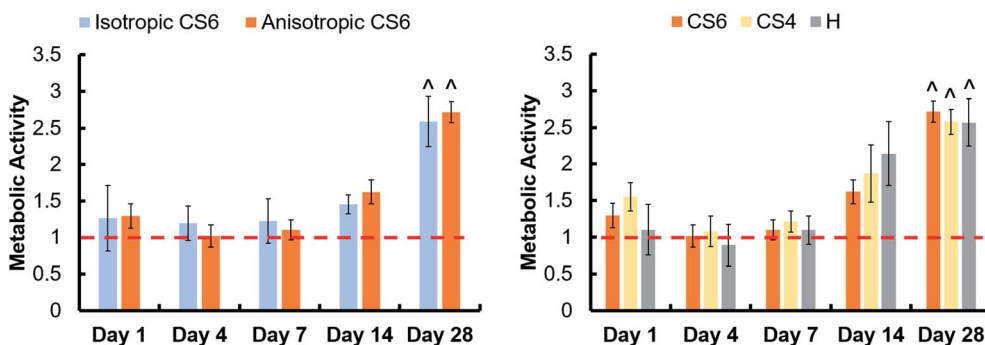 Isotropic CS6 Anisotropic CS6
Metabolic Activity
3.5
3
2.5
2
1.5
1
0.5
0
^ ^
Day 1 Day 4 Day 7 Day 14 Day 28
CS6 CS4 H
Metabolic Activity
3.5
3
2.5
2
1.5
1
0.5
0
^ ^ ^
Day 1 Day 4 Day 7 Day 14 Day 28